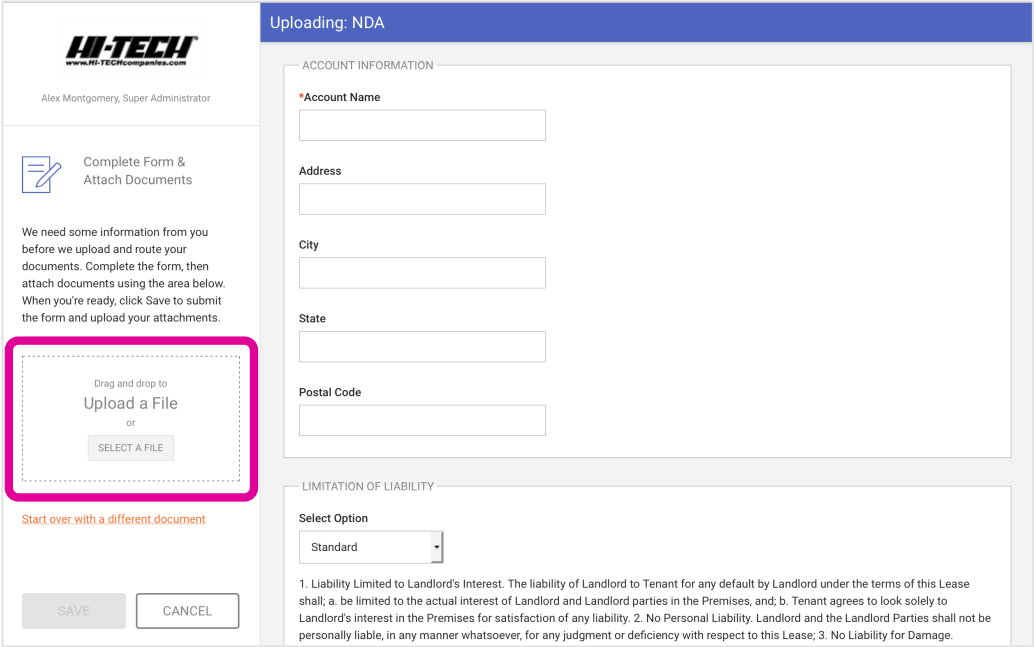 HI-TECH
www.HI-TECHcompanies.com
Alex Montgomery, Super Administrator
Complete Form &
Attach Documents
We need some information from you
before we upload and route your
documents. Complete the form, then
attach documents using the area below.
When you're ready, click Save to submit
the form and upload your attachments.
Drag and drop to
Upload a File
or
SELECT A FILE
Start over with a different document
SAVE
CANCEL
Uploading: NDA
ACCOUNT INFORMATION
*Account Name
Address
City
State
Postal Code
LIMITATION OF LIABILITY
Select Option
Standard
1. Liability Limited to Landlord's Interest. The liability of Landlord to Tenant for any default by Landlord under the terms of this Lease
shall; a. be limited to the actual interest of Landlord and Landlord parties in the Premises, and; b. Tenant agrees to look solely to
Landlord's interest in the Premises for satisfaction of any liability. 2. No Personal Liability. Landlord and the Landlord Parties shall not be
personally liable, in any manner whatsoever, for any judgment or deficiency with respect to this Lease; 3. No Liability for Damage.